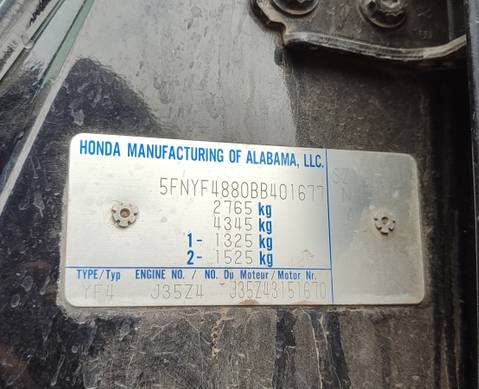 HONDA MANUFACTURING OF ALABAMA, LLC.
5FNYF4880BB401677
2765 kg
4345 kg
1- 1325 kg
2- 1525 kg
TYPE/Typ ENGINE NO. / NO. Du Moteur/Motor Nr.
YF4 J35Z4 J35Z43151670